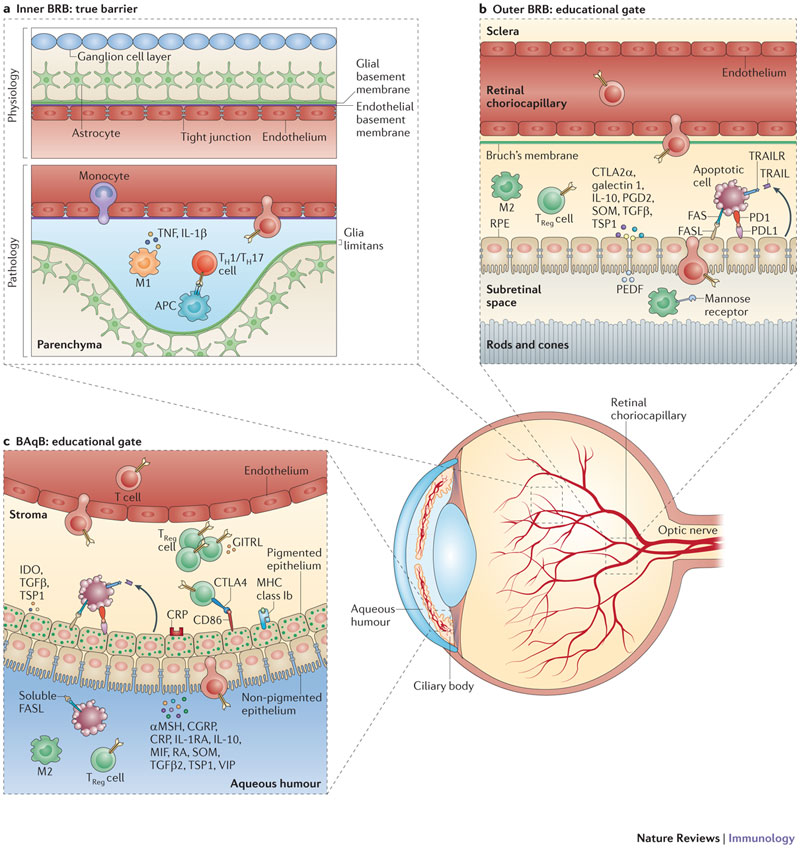 a Inner BRB: true barrier
Physiology
Ganglion cell layer
Astrocyte
Tight junction
Endothelium
Glial
basement
membrane
Endothelial
basement
membrane
Pathology
Monocyte
TNF, IL-1β
M1
TH1/TH17
cell
APC
Parenchyma
Glia
limitans
b Outer BRB: educational gate
Sclera
Endothelium
Retinal
choriocapillary
Bruch's membrane
M2
TReg cell
RPE
CTLA2α,
galectin 1,
IL-10, PGD2,
SOM, TGFβ,
TSP1
Apoptotic
cell
TRAILR
TRAIL
FAS
FASL
PD1
PDL1
Subretinal
space
PEDF
Mannose
receptor
Rods and cones
c BAqB: educational gate
Endothelium
T cell
Stroma
TReg
cell
GITRL
Pigmented
epithelium
IDO,
TGFβ,
TSP1
CTLA4
MHC
class Ib
CRP
CD86
Soluble
FASL
Non-pigmented
epithelium
αMSH, CGRP,
CRP, IL-1RA, IL-10,
MIF, RA, SOM,
TGFβ2, TSP1, VIP
M2
TReg cell
Aqueous humour
Retinal
choriocapillary
Optic nerve
Aqueous
humour
Ciliary body
Nature Reviews | Immunology